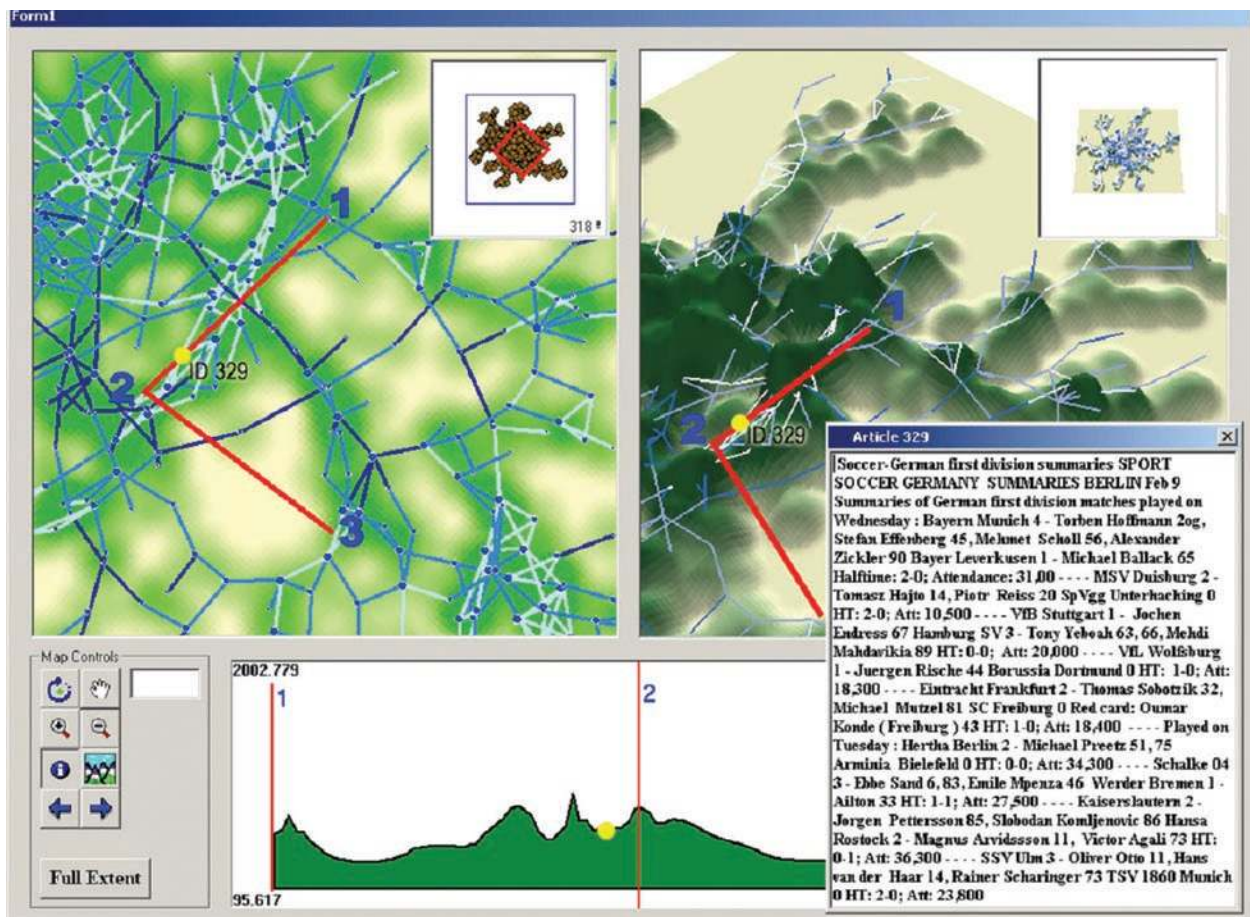 Form1
318 °
1
ID 329
2
3
1
2
ID 329
Article 329
Soccer-German first division summaries SPORT
SOCCER GERMANY SUMMARIES BERLIN Feb 9
Summaries of German first division matches played on
Wednesday : Bayern Munich 4 - Torben Hoffmann 2og,
Stefan Effenberg 45, Mehmet Scholl 56, Alexander
Zickler 90 Bayer Leverkusen 1 - Michael Ballack 65
Halftime: 2-0; Attendance: 31,00 - - - - MSV Duisburg 2 -
Tomasz Hajto 14, Piotr Reiss 20 SpVgg Unterhaching 0
HT: 2-0; Att: 10,500 - - - - VfB Stuttgart 1 - Jochen
Endress 67 Hamburg SV 3 - Tony Yeboah 63, 66, Mehdi
Mahdavikia 89 HT: 0-0; Att: 20,000 - - - - VfL Wolfsburg
1 - Juergen Rische 44 Borussia Dortmund 0 HT: 1-0; Att:
18,300 - - - - Eintracht Frankfurt 2 - Thomas Sobotzik 32,
Michael Mutzel 81 SC Freiburg 0 Red card: Oumar
Konde ( Freiburg ) 43 HT: 1-0; Att: 18,400 - - - - Played on
Tuesday : Hertha Berlin 2 - Michael Preetz 51, 75
Arminia Bielefeld 0 HT: 0-0; Att: 34,300 - - - - Schalke 04
3 - Ebbe Sand 6, 83, Emile Mpenza 46 Werder Bremen 1 -
Ailton 33 HT: 1-1; Att: 27,500 - - - - Kaiserslautern 2 -
Jorgen Pettersson 85, Slobodan Komljenovic 86 Hansa
Rostock 2 - Magnus Arvidssson 11, Victor Agali 73 HT:
0-1; Att: 36,300 - - - - SSV Ulm 3 - Oliver Otto 11, Hans
van der Haar 14, Rainer Scharinger 73 TSV 1860 Munich
0 HT: 2-0; Att: 23,800
Map Controls
Full Extent
2002.779
1
2
95.617